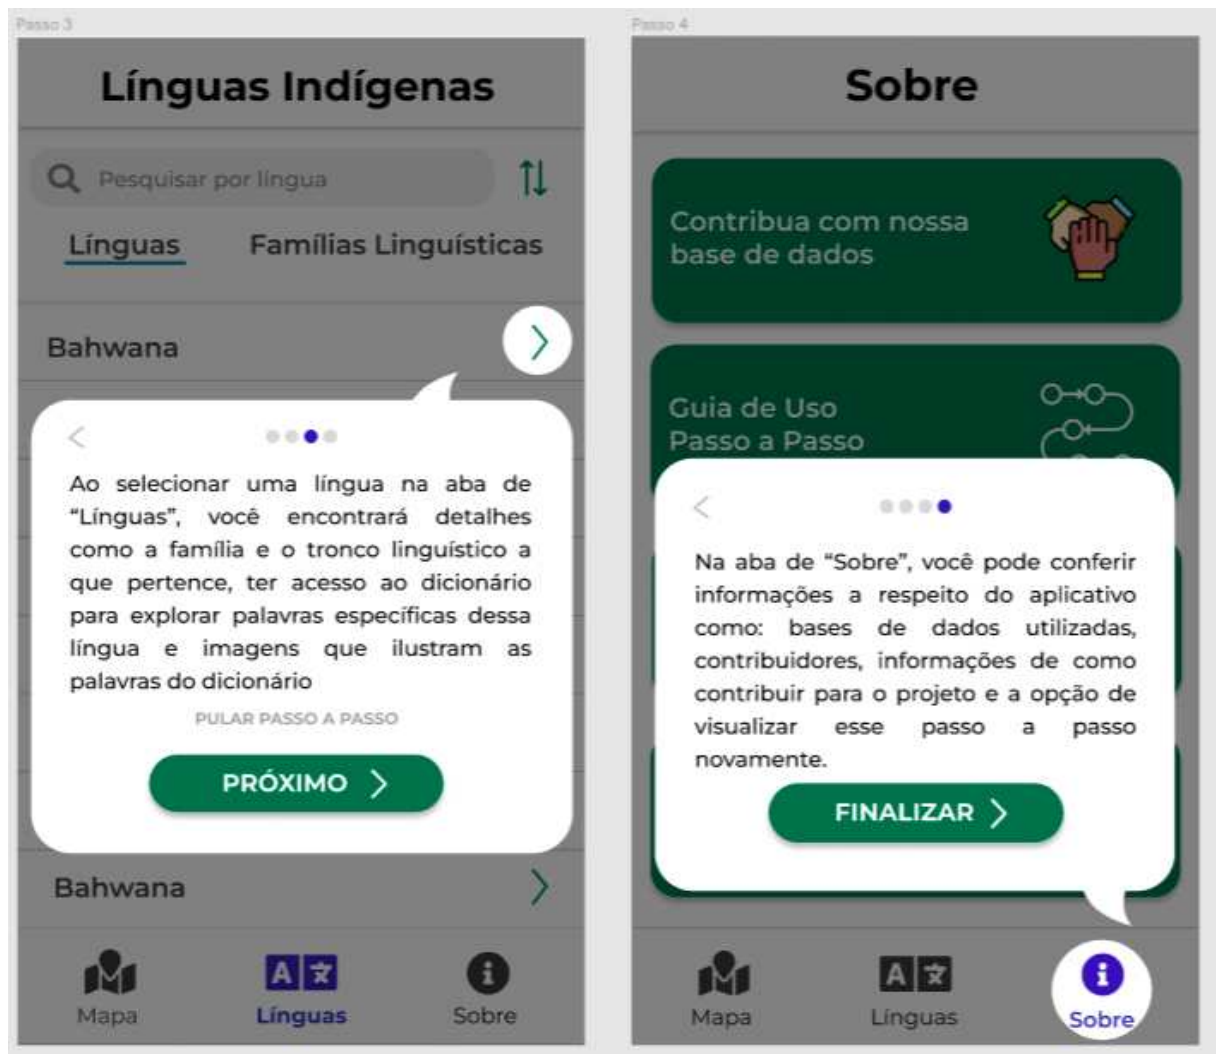 Passo 3
Línguas Indígenas
Pesquisar por língua
Línguas Famílias Linguísticas
Bahwana
Ao selecionar uma língua na aba de
“Línguas”, você encontrará detalhes
como a família e o tronco linguístico a
que pertence, ter acesso ao dicionário
para explorar palavras específicas dessa
língua e imagens que ilustram as
palavras do dicionário
PULAR PASSO A PASSO
PRÓXIMO
Bahwana
Mapa Línguas Sobre
Passo 4
Sobre
Contribua com nossa
base de dados
Guia de Uso
Passo a Passo
Na aba de “Sobre”, você pode conferir
informações a respeito do aplicativo
como: bases de dados utilizadas,
contribuidores, informações de como
contribuir para o projeto e a opção de
visualizar esse passo a passo
novamente.
FINALIZAR
Mapa Línguas Sobre